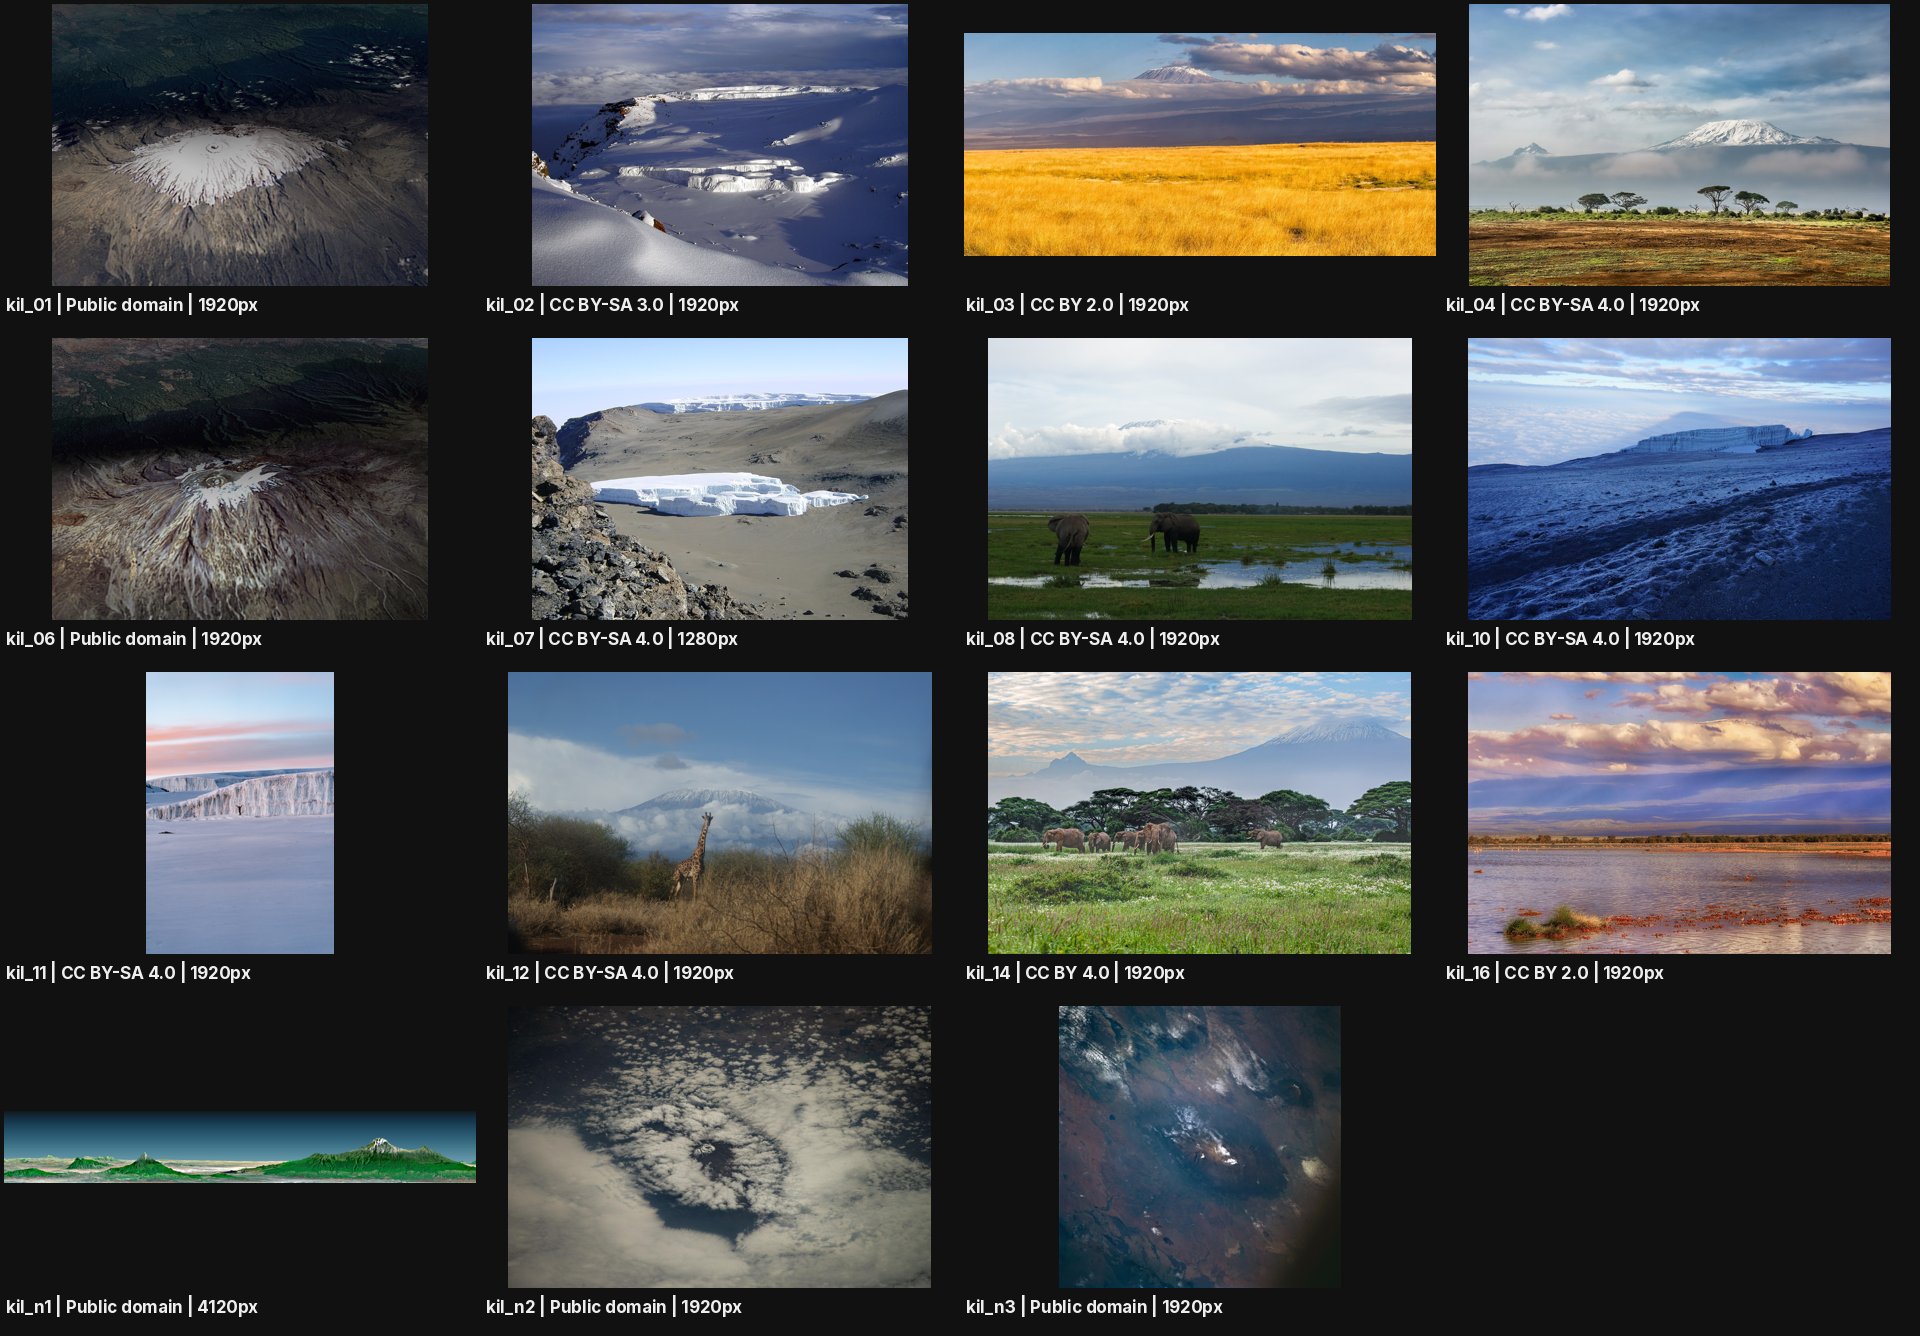 kil_01 | Public domain | 1920px
kil_02 | CC BY-SA 3.0 | 1920px
kil_03 | CC BY 2.0 | 1920px
kil_04 | CC BY-SA 4.0 | 1920px
kil_06 | Public domain | 1920px
kil_07 | CC BY-SA 4.0 | 1280px
kil_08 | CC BY-SA 4.0 | 1920px
kil_10 | CC BY-SA 4.0 | 1920px
kil_11 | CC BY-SA 4.0 | 1920px
kil_12 | CC BY-SA 4.0 | 1920px
kil_14 | CC BY 4.0 | 1920px
kil_16 | CC BY 2.0 | 1920px
kil_n1 | Public domain | 4120px
kil_n2 | Public domain | 1920px
kil_n3 | Public domain | 1920px